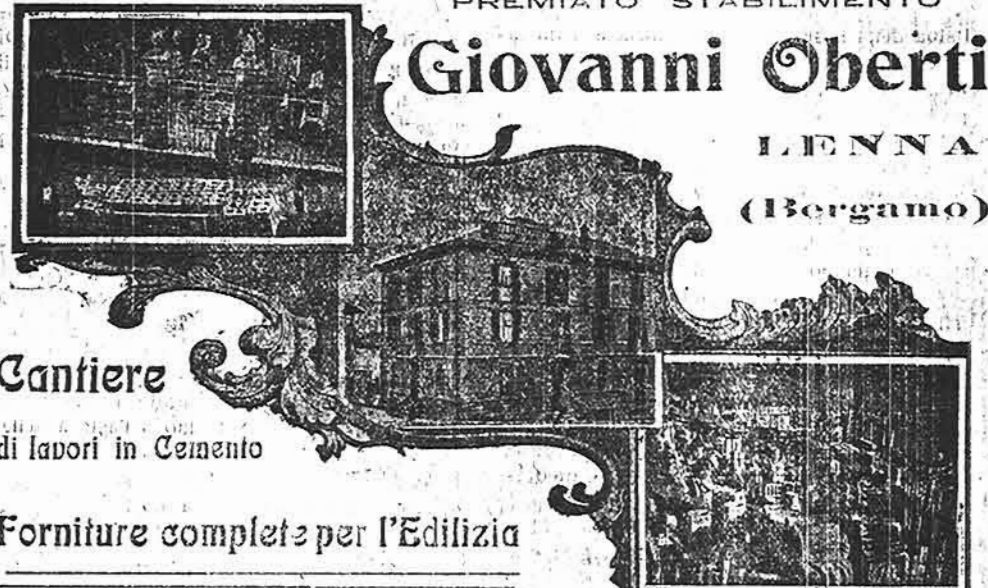 PREMIATO STABILIMENTO
Giovanni Oberti
LENNA
(Bergamo)
Cantiere
di lavori in Cemento
Forniture complete per l'Edilizia